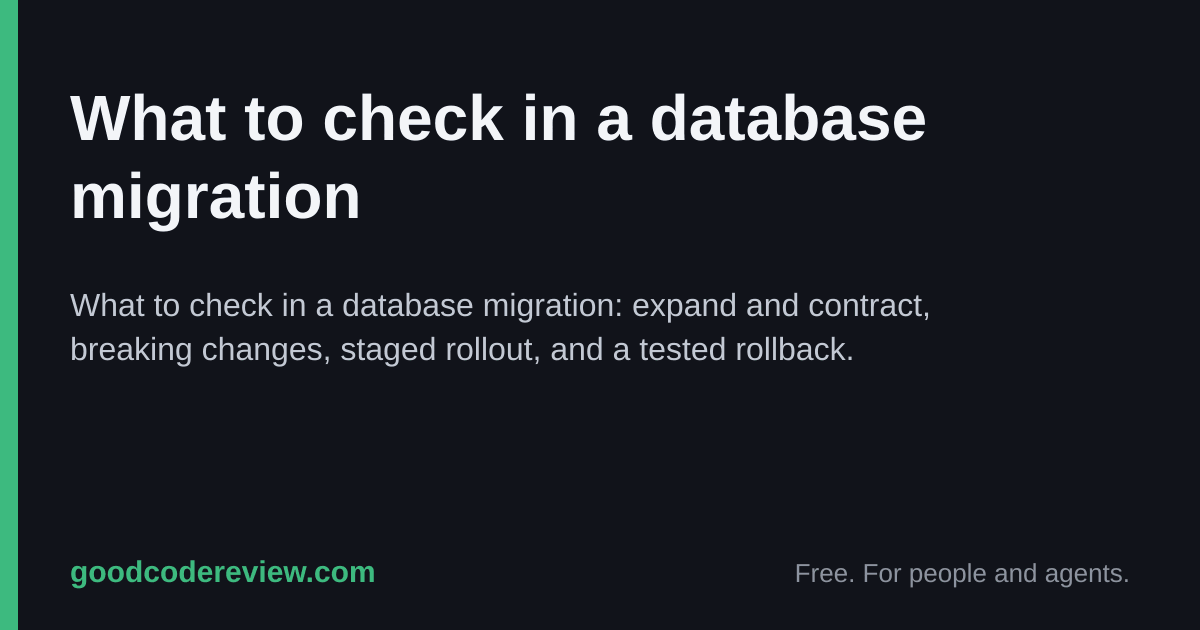 What to check in a database
migration
What to check in a database migration: expand and contract,
breaking changes, staged rollout, and a tested rollback.
goodcodereview.com
Free. For people and agents.